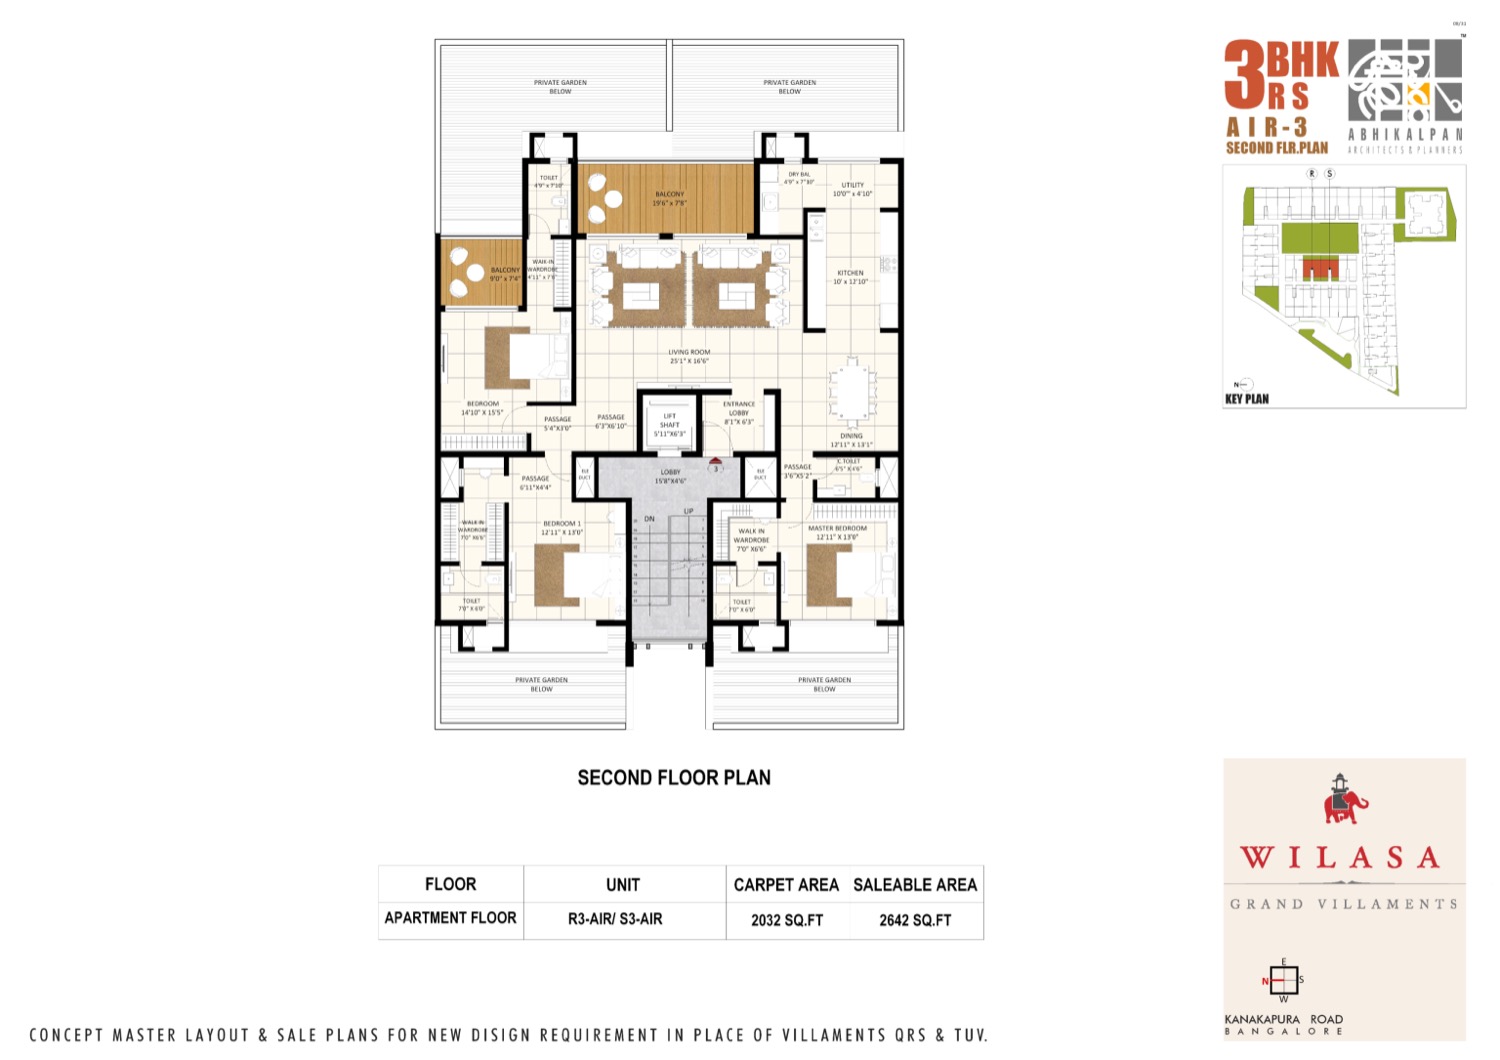 08/31
3 BHK
RS
AIR-3
SECOND FLR.PLAN
TM
ABHIKALPAN
ARCHITECTS & PLANNERS
R S
N
KEY PLAN
PRIVATE GARDEN
BELOW
PRIVATE GARDEN
BELOW
TOILET
4'9" x 7'10"
BALCONY
19'6" x 7'8"
DRY BAL
4'9" x 7'10"
UTILITY
10'0"" x 4'10"
BALCONY
9'0" x 7'4"
WALK-IN
WARDROBE
4'11" x 7'6"
KITCHEN
10' x 12'10"
LIVING ROOM
25'1" X 16'6"
BEDROOM
14'10" X 15'5"
PASSAGE
5'4"X3'0"
PASSAGE
6'3"X6'10"
LIFT
SHAFT
5'11"X6'3"
ENTRANCE
LOBBY
8'1"X 6'3"
DINING
12'11" X 13'1"
PASSAGE
6'11"X4'4"
ELE
DUCT
LOBBY
15'8"X4'6"
3
ELE
DUCT
PASSAGE
3'6"X5'2"
C.TOILET
6'5"X4'6"
WALK-IN
WARDROBE
7'0" X6'6"
BEDROOM 1
12'11" X 13'0"
DN
UP
WALK IN
WARDROBE
7'0" X6'6"
MASTER BEDROOM
12'11" X 13'0"
TOILET
7'0" X 6'0"
TOILET
7'0" X 6'0"
PRIVATE GARDEN
BELOW
PRIVATE GARDEN
BELOW
SECOND FLOOR PLAN
FLOOR UNIT CARPET AREA SALEABLE AREA
APARTMENT FLOOR R3-AIR/ S3-AIR 2032 SQ.FT 2642 SQ.FT
WILASA
GRAND VILLAMENTS
E
N S
W
KANAKAPURA ROAD
BANGALORE
CONCEPT MASTER LAYOUT & SALE PLANS FOR NEW DISIGN REQUIREMENT IN PLACE OF VILLAMENTS QRS & TUV.